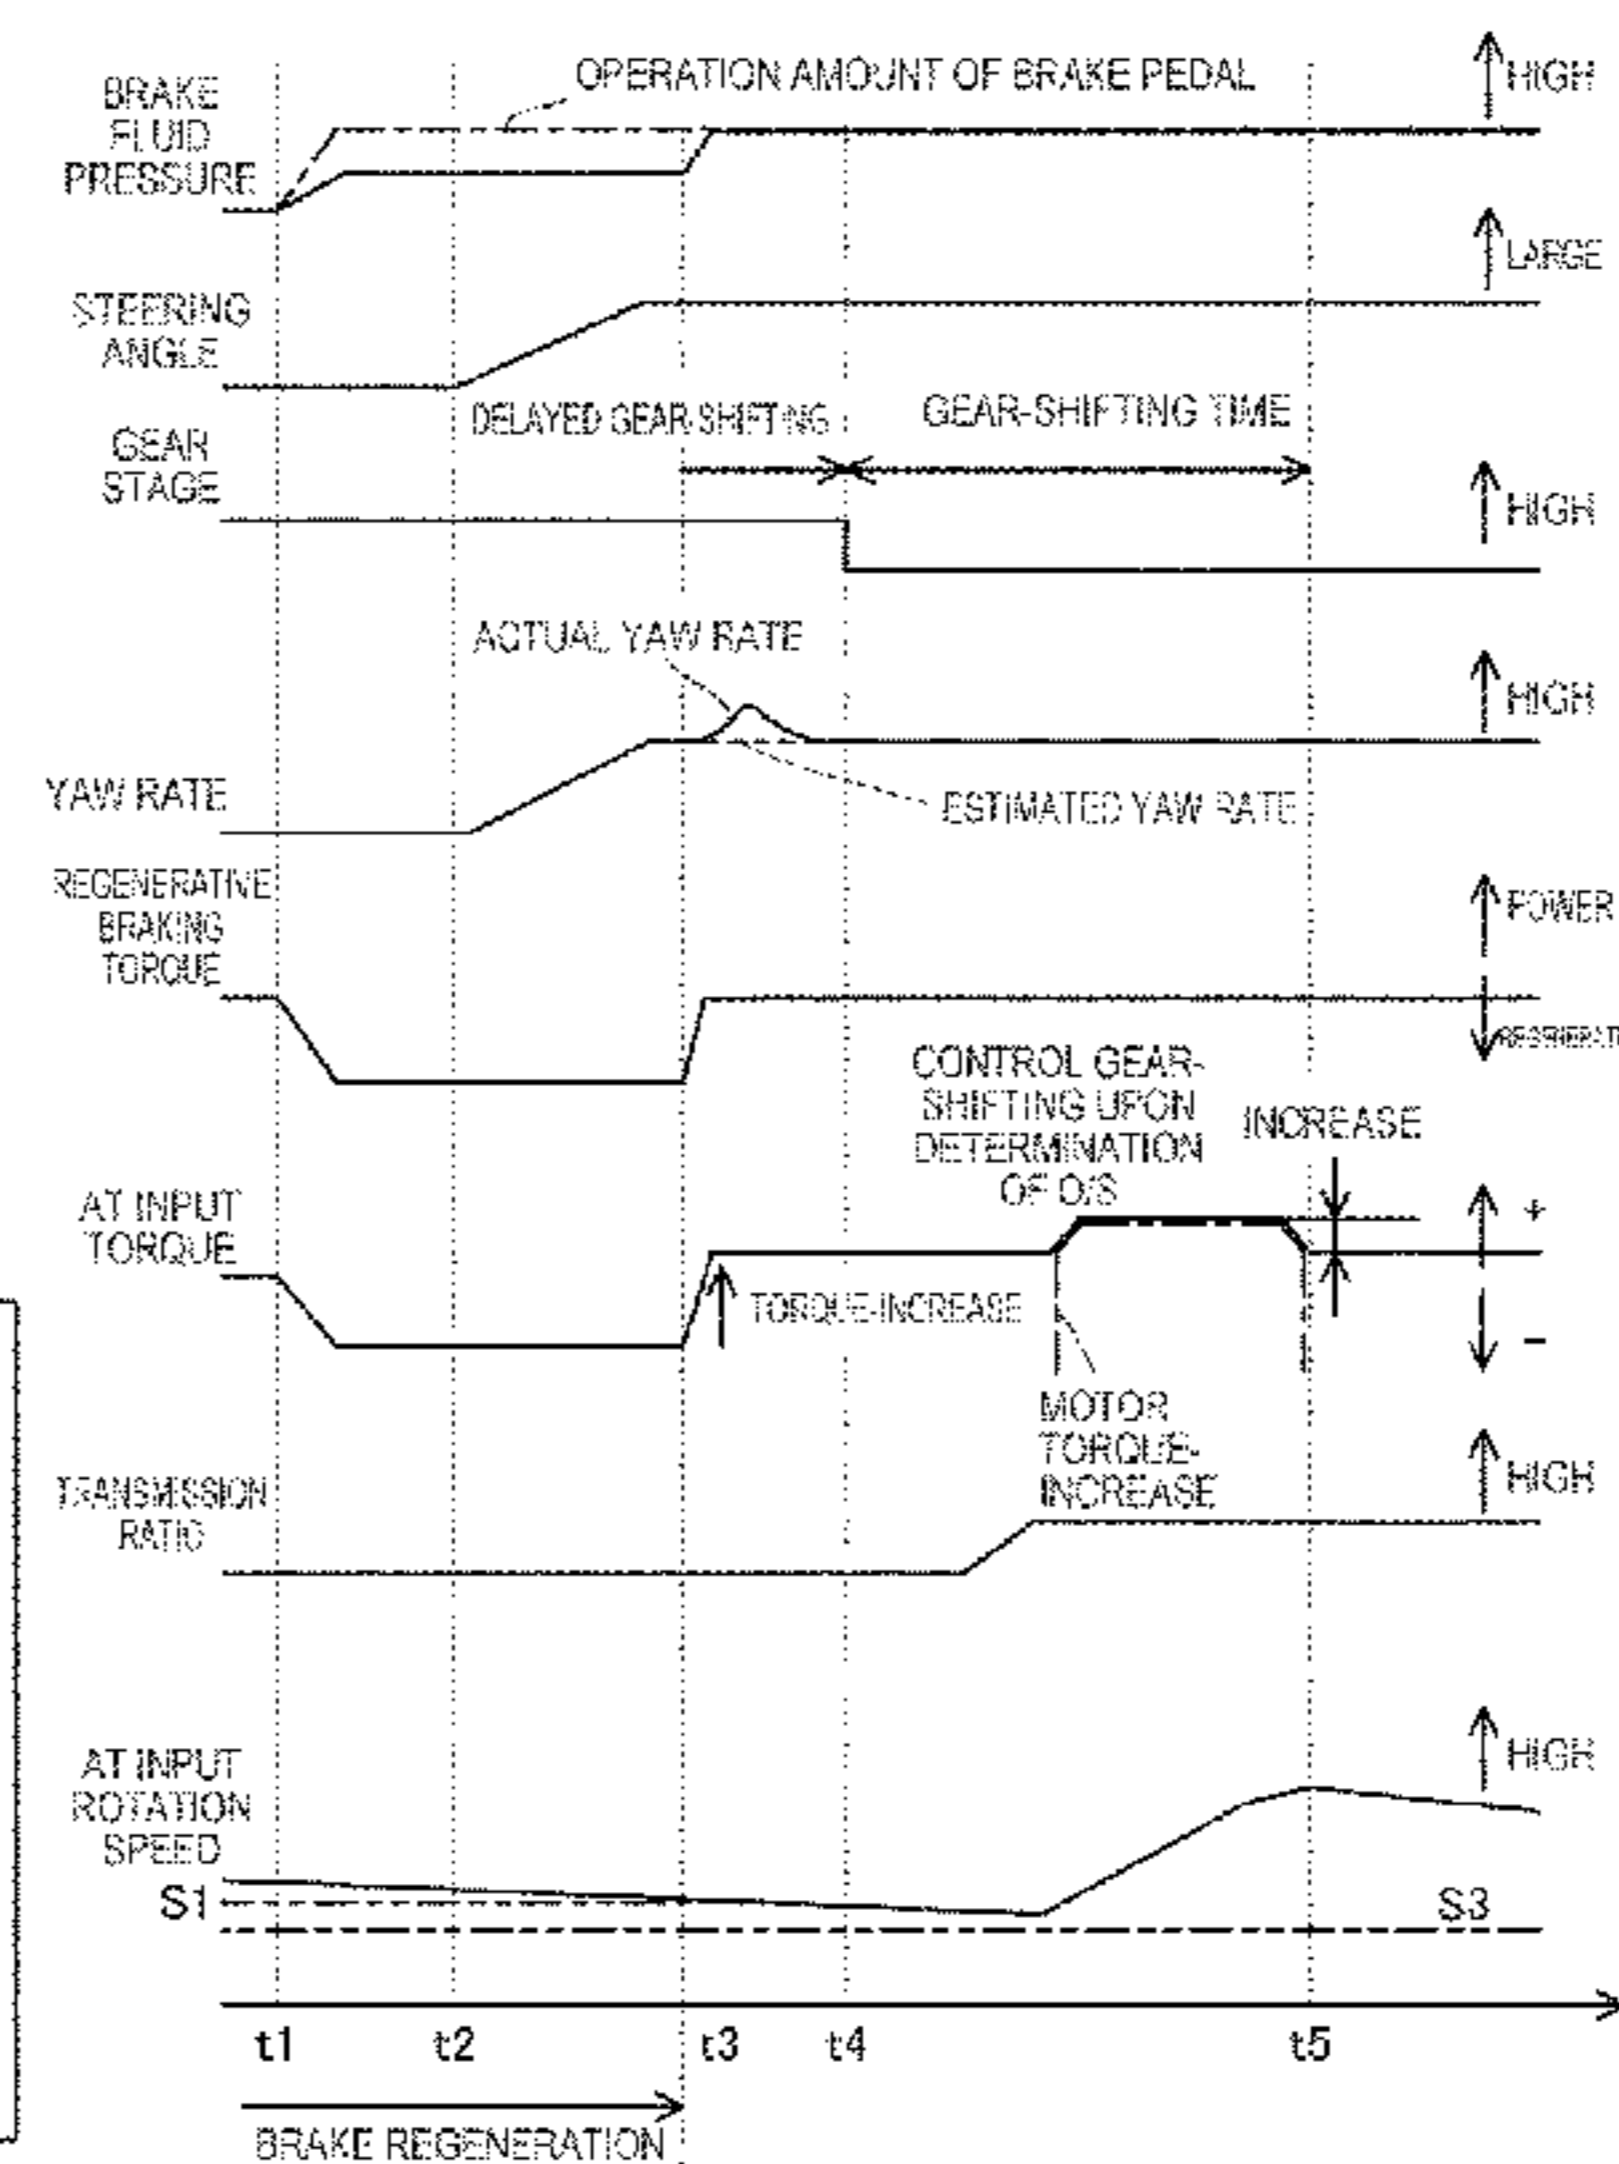 OPERATION AMOUNT OF BRAKE PEDAL
HIGH
BRAKE
FLUID
PRESSURE
LARGE
STEERING
ANGLE
DELAYED GEAR-SHIFTING
GEAR-SHIFTING TIME
GEAR
STAGE
HIGH
ACTUAL YAW RATE
HIGH
YAW RATE
ESTIMATED YAW RATE
REGENERATIVE
BRAKING
TORQUE
POWER
CONTROL GEAR-
SHIFTING UPON
DETERMINATION
OF O/S
INCREASE
AT INPUT
TORQUE
+
TORQUE-INCREASE
−
MOTOR
TORQUE-
INCREASE
TRANSMISSION
RATIO
HIGH
AT INPUT
ROTATION
SPEED
HIGH
S1
S3
t1 t2 t3 t4 t5
BRAKE REGENERATION